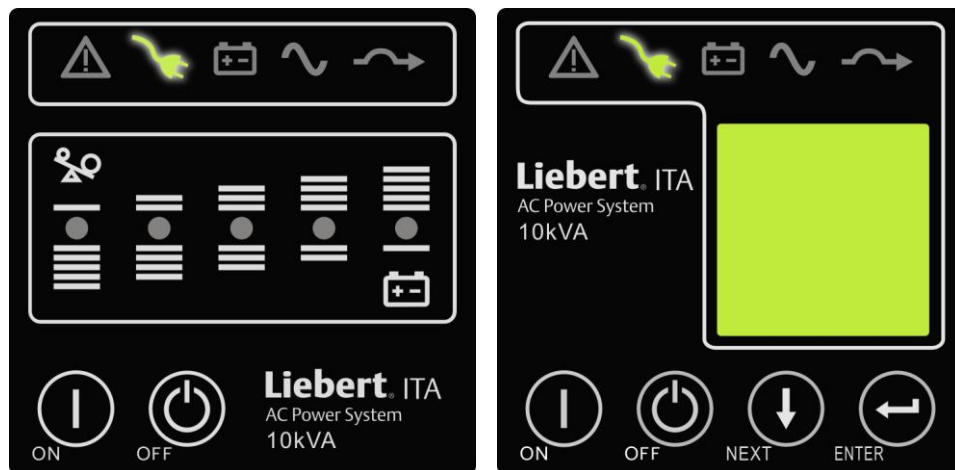 ON
OFF
Liebert® ITA
AC Power System
10kVA
Liebert® ITA
AC Power System
10kVA
ON
OFF
NEXT
ENTER